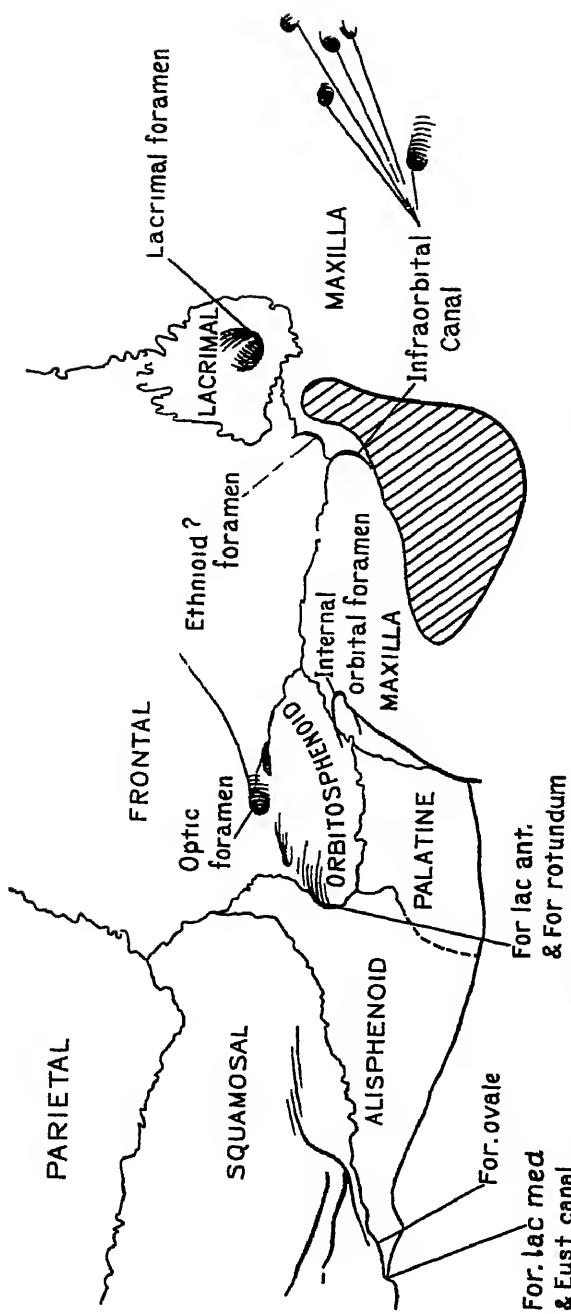 PARIETAL
FRONTAL
Lacrimal foramen
Ethnioid?
foramen
LACRIMAL
Optic
foramen
SQUAMOSAL
MAXILLA
ORBITOSPHENOID
Internal
orbital foramen
MAXILLA
Infraorbital
Canal
ALISPHENOID
PALATINE
For. ovale
For lac ant.
& For rotundum
For. lac med
& Eust canal